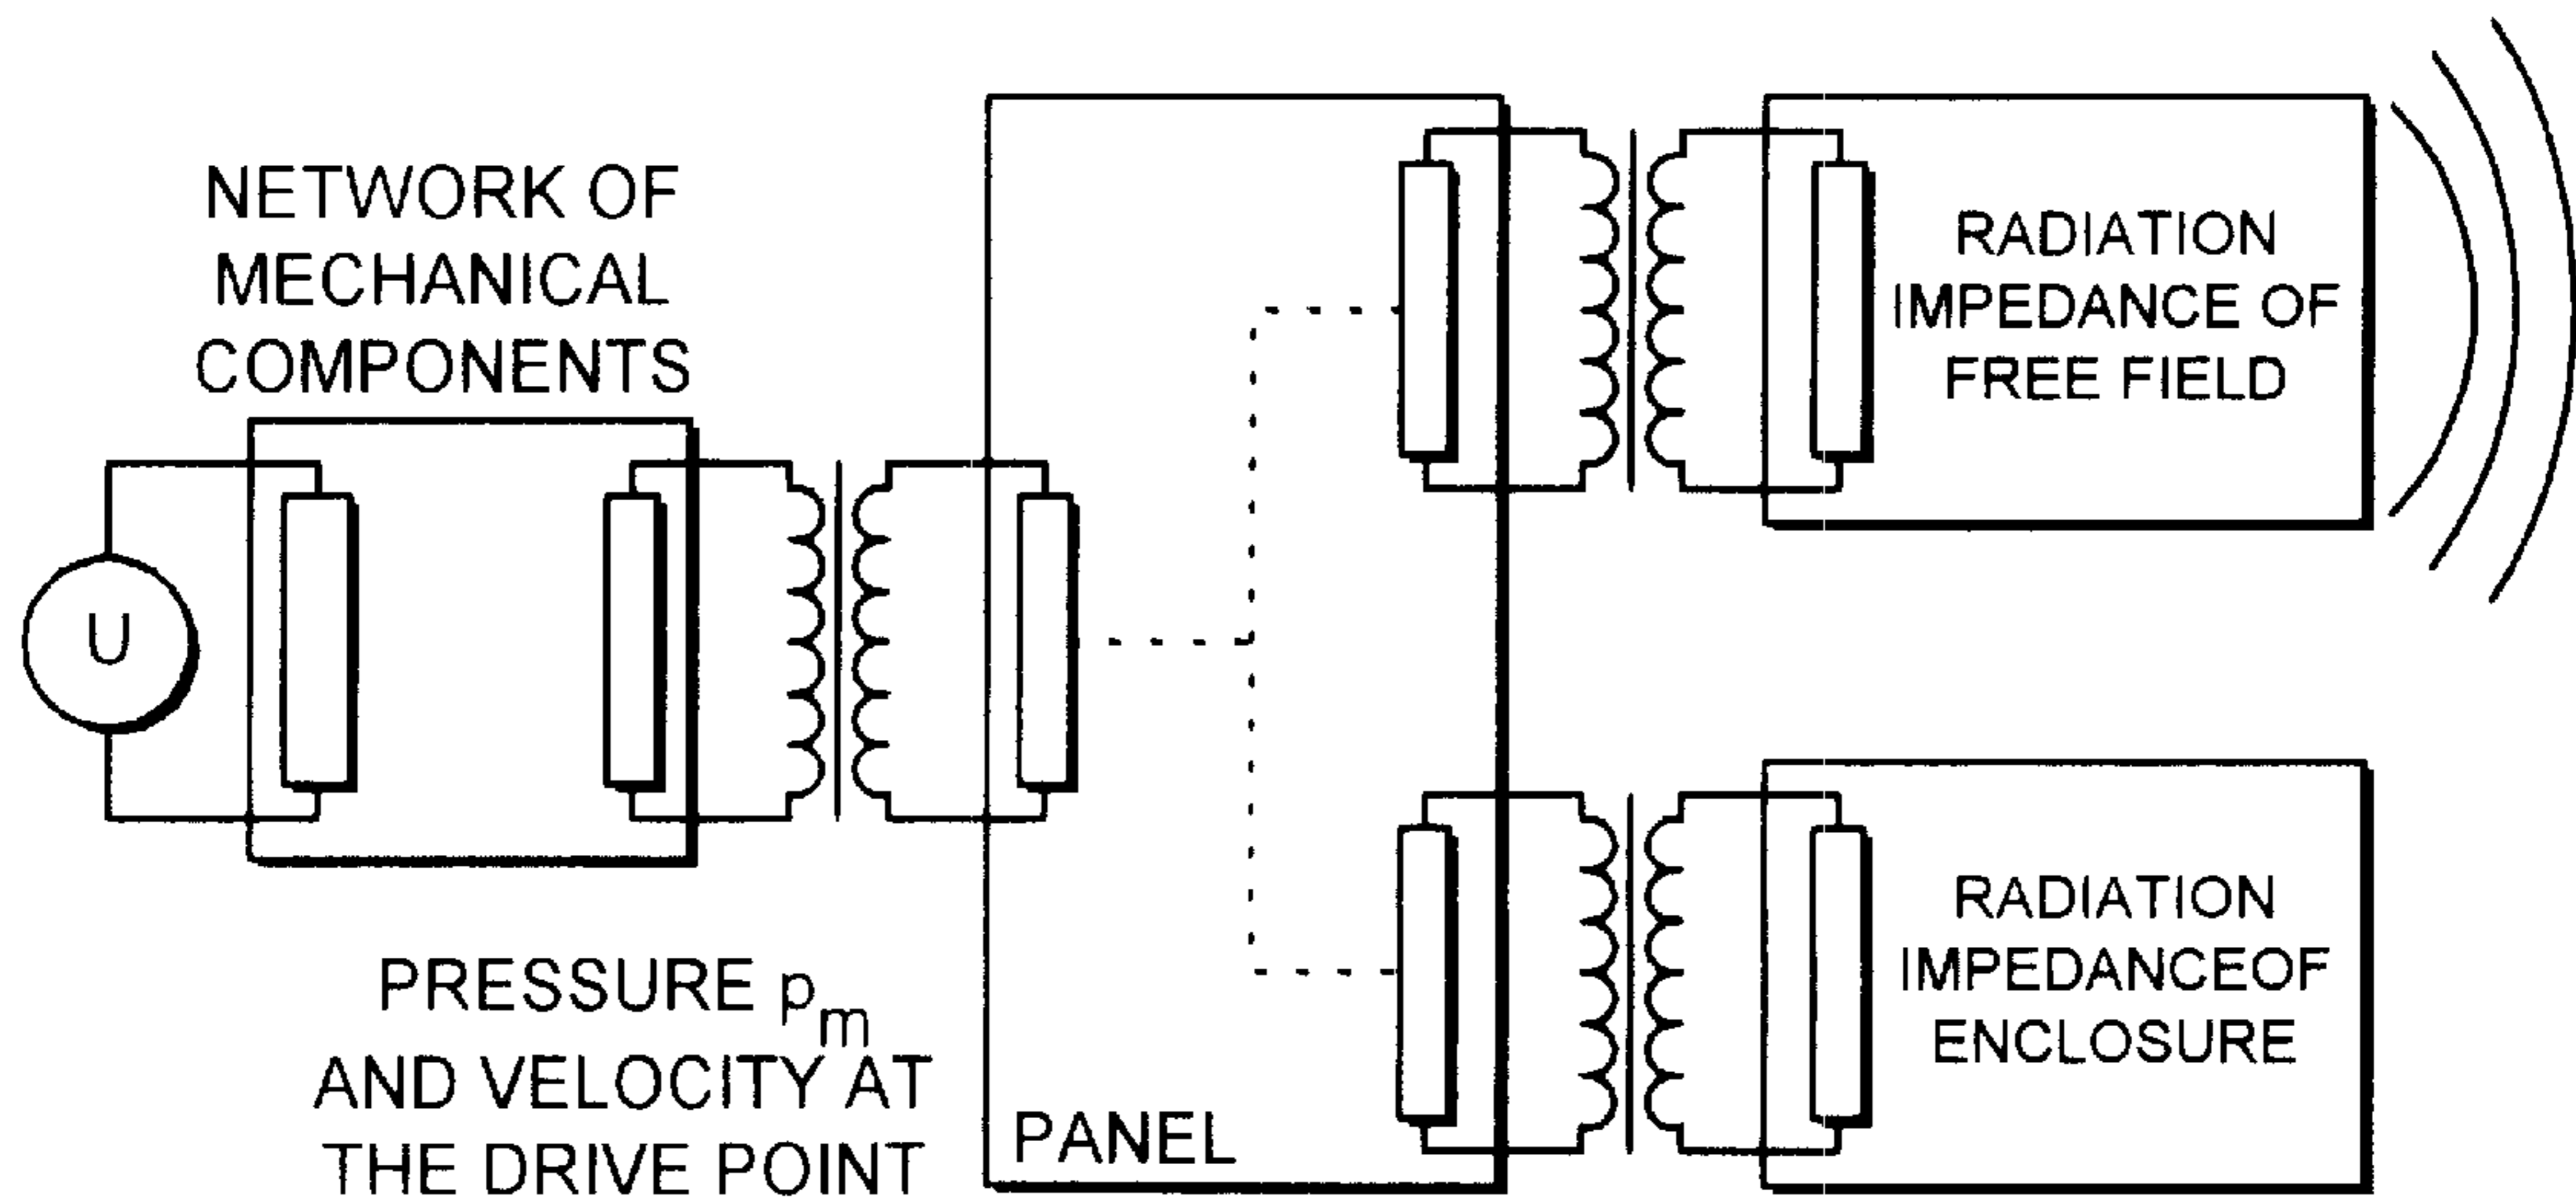 NETWORK OF
MECHANICAL
COMPONENTS
U
PRESSURE pm
AND VELOCITY AT
THE DRIVE POINT
PANEL
RADIATION
IMPEDANCE OF
FREE FIELD
RADIATION
IMPEDANCEOF
ENCLOSURE